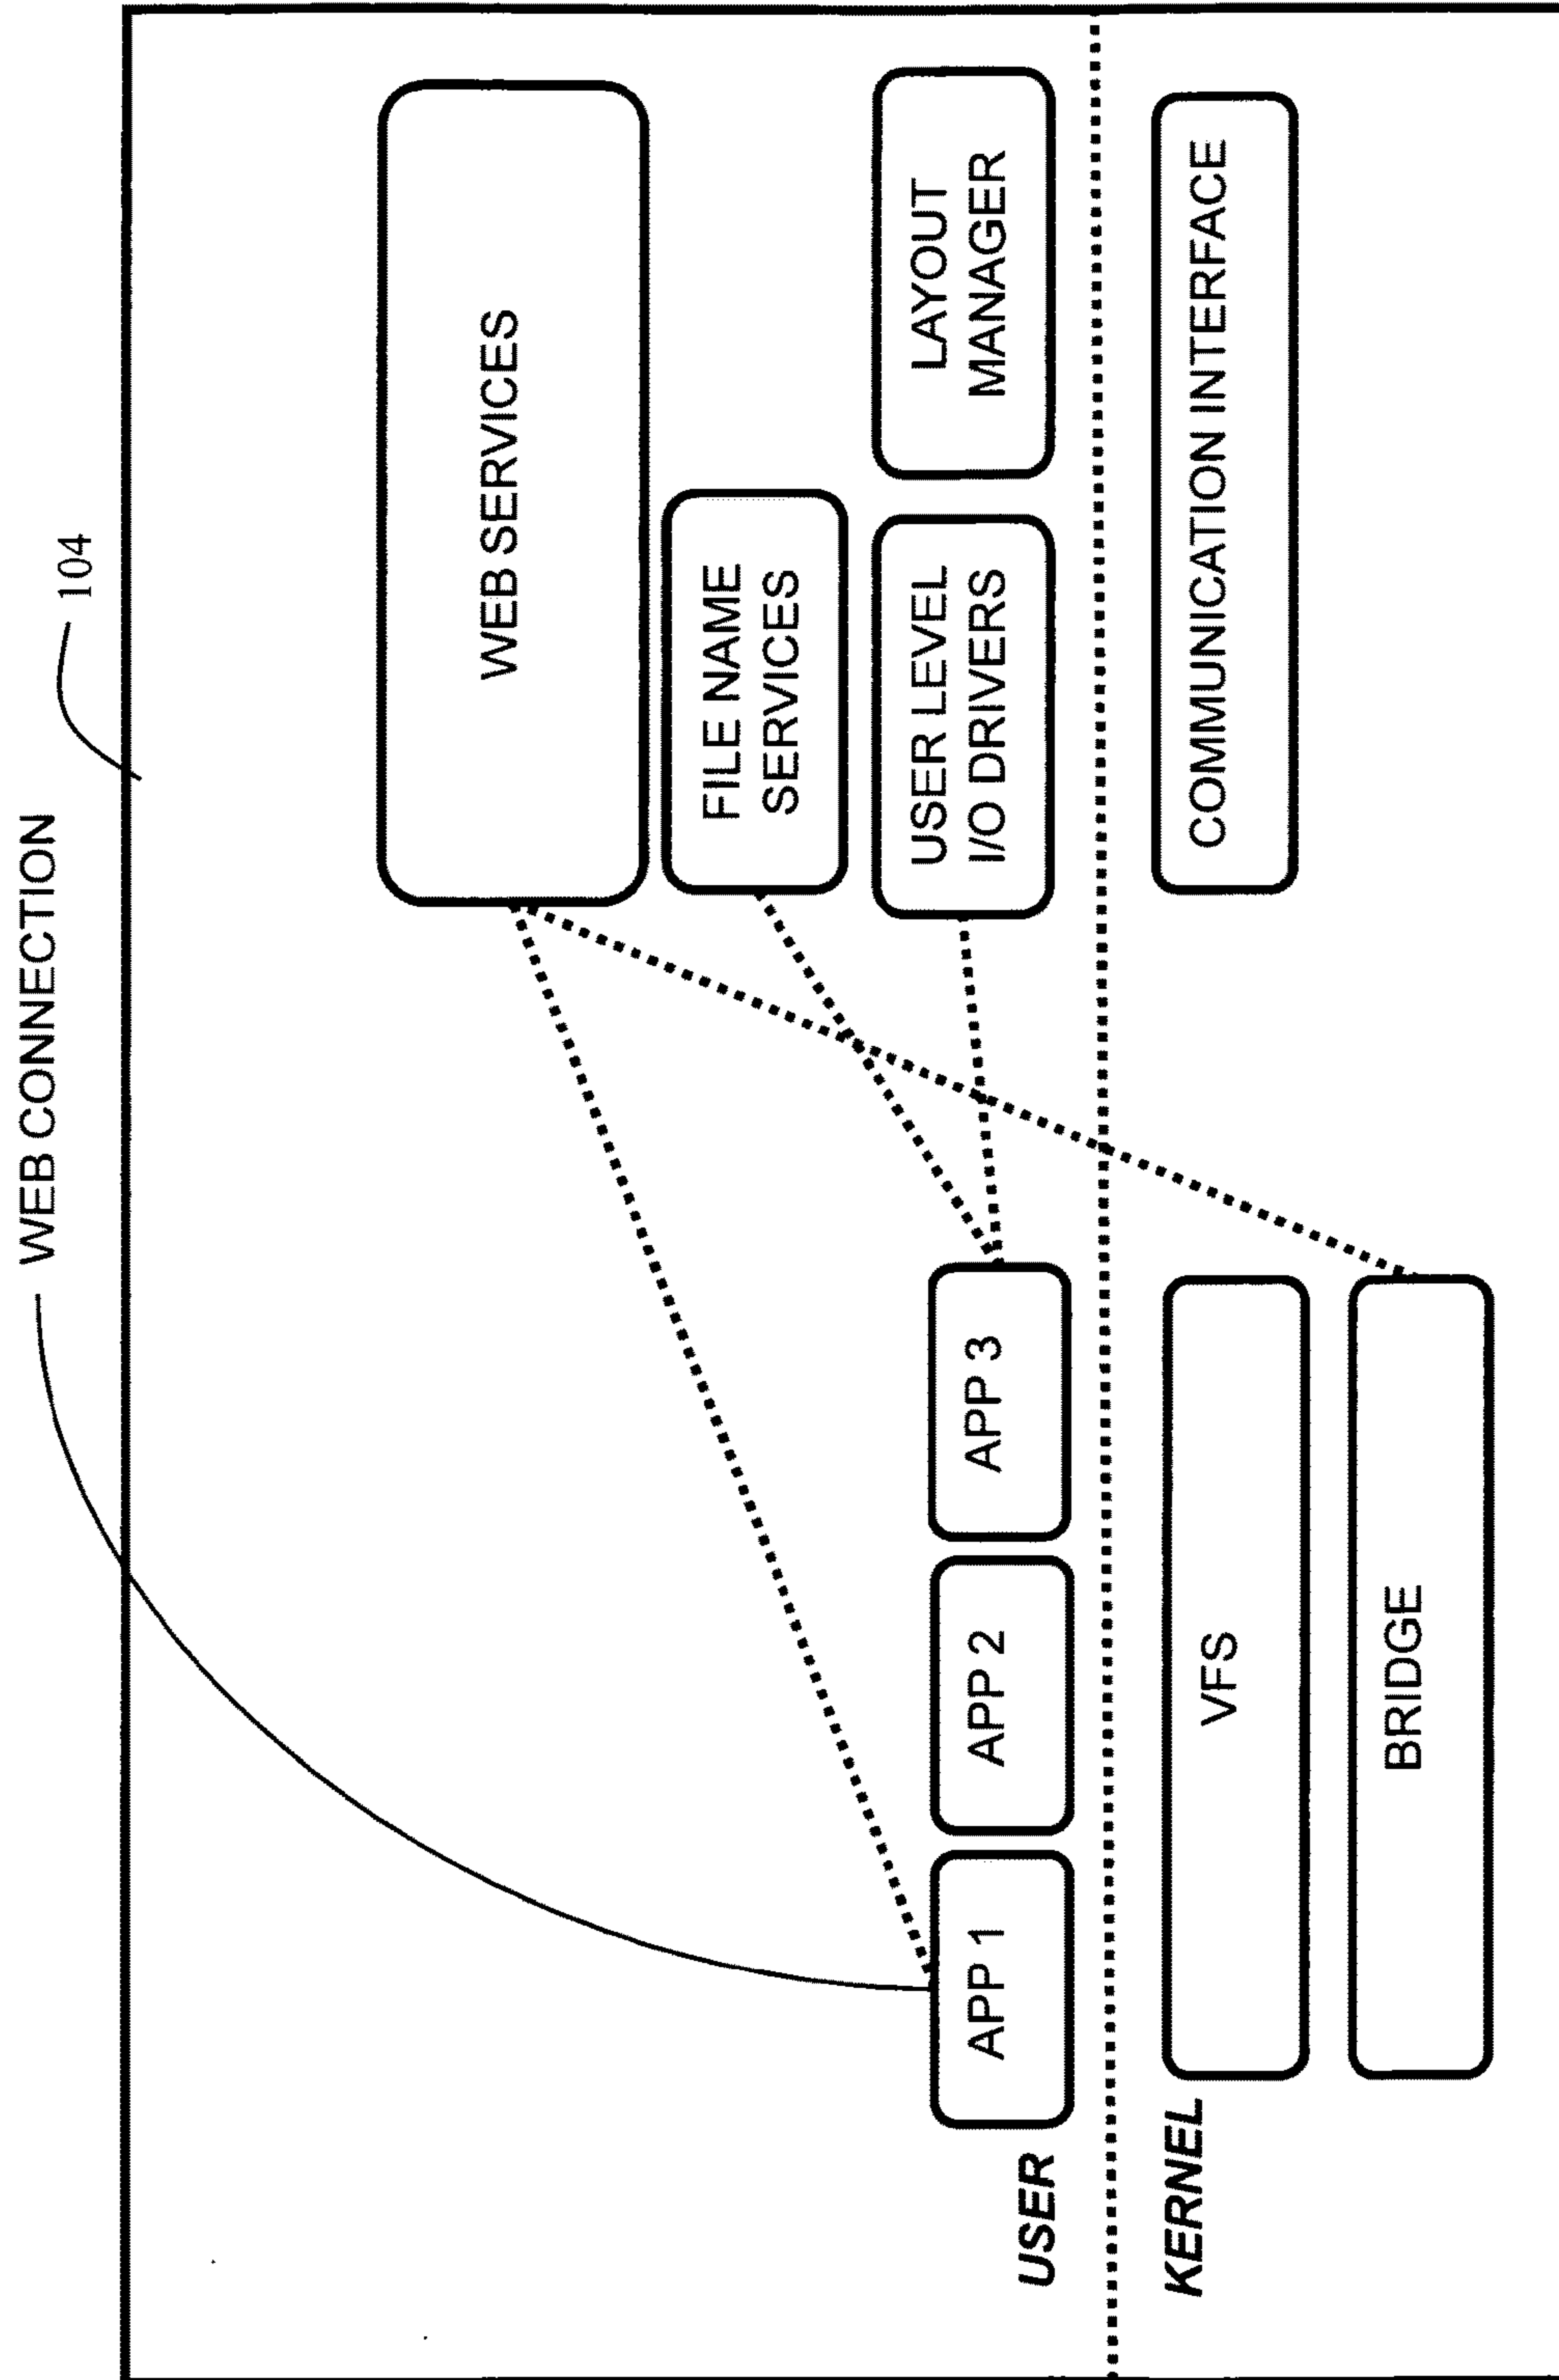 WEB CONNECTION
104
WEB SERVICES
FILE NAME
SERVICES
USER LEVEL
I/O DRIVERS
LAYOUT
MANAGER
APP 1
APP 2
APP 3
USER
KERNEL
VFS
COMMUNICATION INTERFACE
BRIDGE